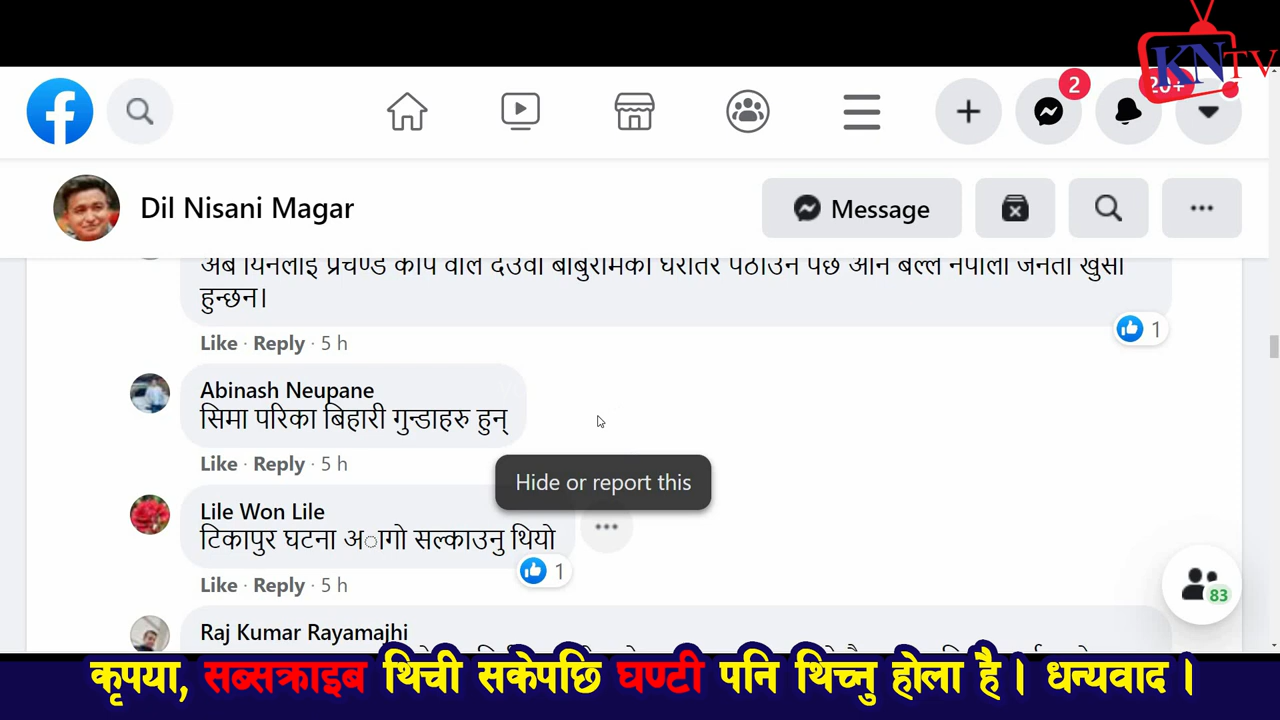 KNTV
2
20+
Dil Nisani Magar
Message
हुन्छन।
1
Like · Reply · 5 h
Abinash Neupane
सिमा परिका बिहारी गुन्डाहरु हुन्
Like · Reply · 5 h
Hide or report this
Lile Won Lile
टिकापुर घटना अागो सल्काउनु थियो
1
Like · Reply · 5 h
83
Raj Kumar Rayamajhi
कृपया, सब्सक्राइब थिची सकेपछि घण्टी पनि थिच्नु होला है। धन्यवाद।